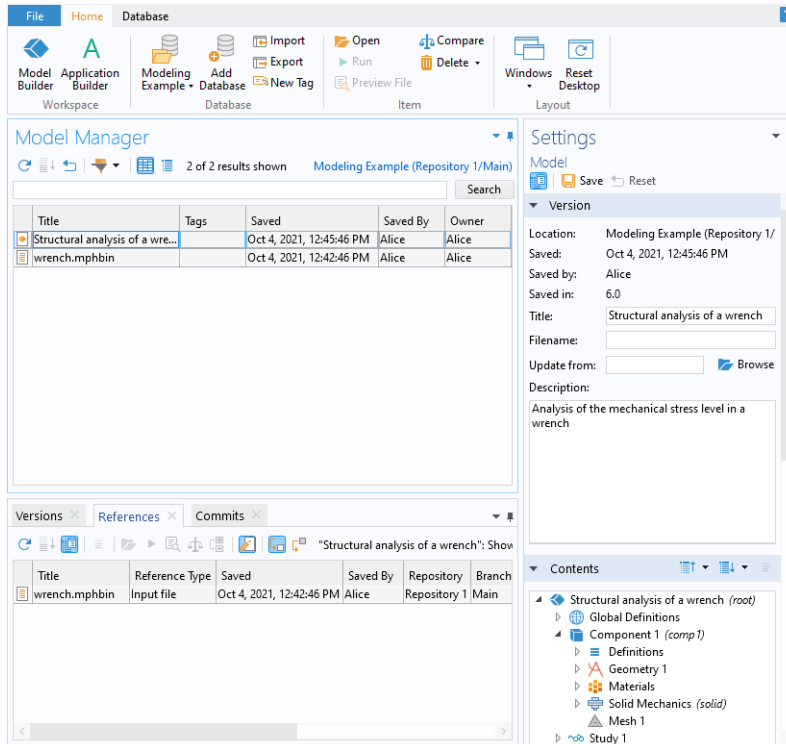 File Home Database
Import Open Compare
Export Run Delete
New Tag Preview File
Model Builder Application Builder Modeling Example Add Database Windows Reset Desktop
Workspace Database Item Layout
Model Manager
2 of 2 results shown Modeling Example (Repository 1/Main)
Search
Title Tags Saved Saved By Owner
Structural analysis of a wre... Oct 4, 2021, 12:45:46 PM Alice Alice
wrench.mphbin Oct 4, 2021, 12:42:46 PM Alice Alice
Versions References Commits
"Structural analysis of a wrench": Show
Title Reference Type Saved Saved By Repository Branch
wrench.mphbin Input file Oct 4, 2021, 12:42:46 PM Alice Repository 1 Main
Settings
Model
Save Reset
Version
Location: Modeling Example (Repository 1/
Saved: Oct 4, 2021, 12:45:46 PM
Saved by: Alice
Saved in: 6.0
Title: Structural analysis of a wrench
Filename:
Update from: Browse
Description:
Analysis of the mechanical stress level in a
wrench
Contents
Structural analysis of a wrench (root)
Global Definitions
Component 1 (comp1)
Definitions
Geometry 1
Materials
Solid Mechanics (solid)
Mesh 1
Study 1